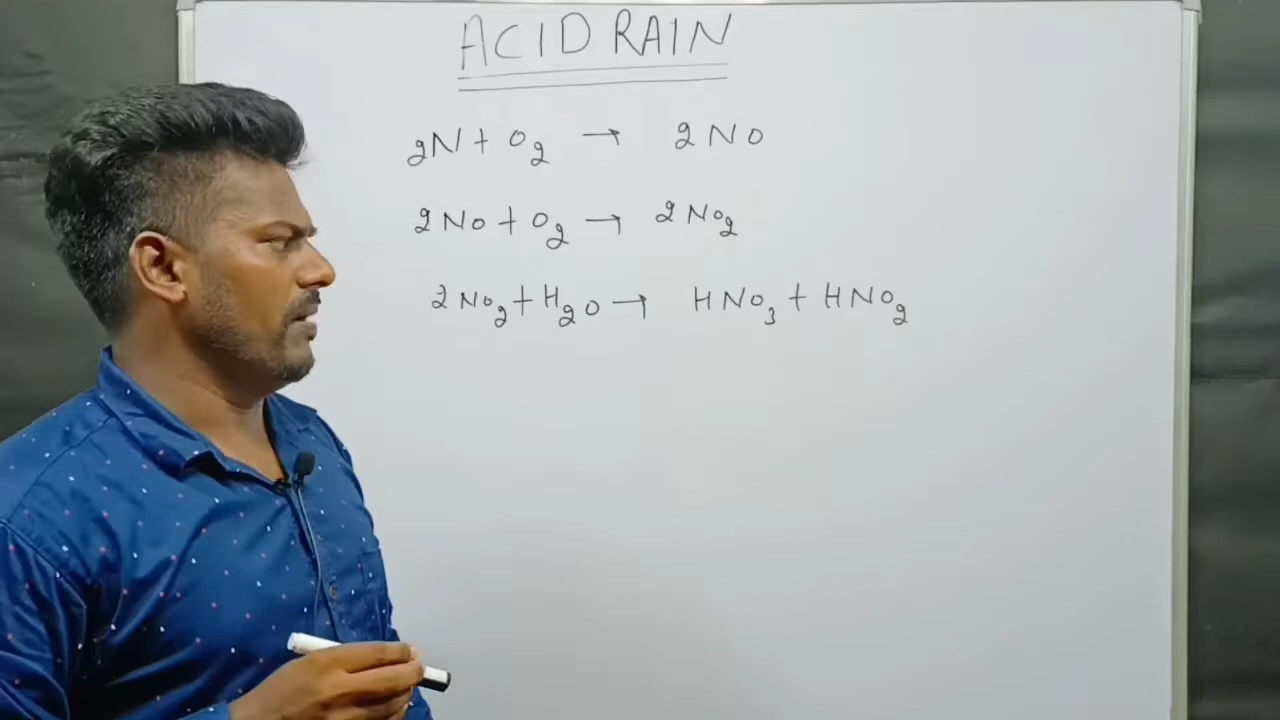 ACID RAIN
2N + O2 → 2NO
2NO + O2 → 2NO2
2NO2 + H2O → HNO3 + HNO2